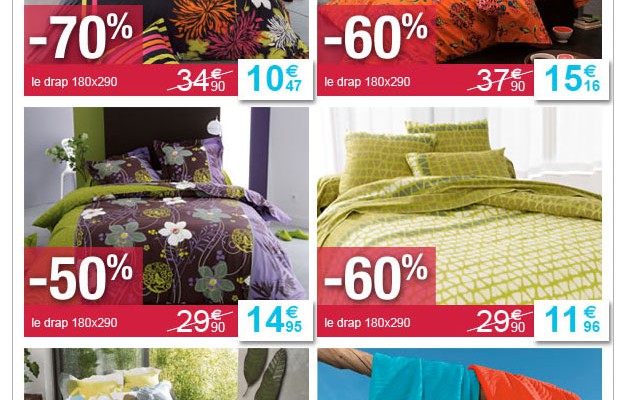 -70%
le drap 180x290 34€90 10€47
-60%
le drap 180x290 37€90 15€16
-50%
le drap 180x290 29€90 14€95
-60%
le drap 180x290 29€90 11€96